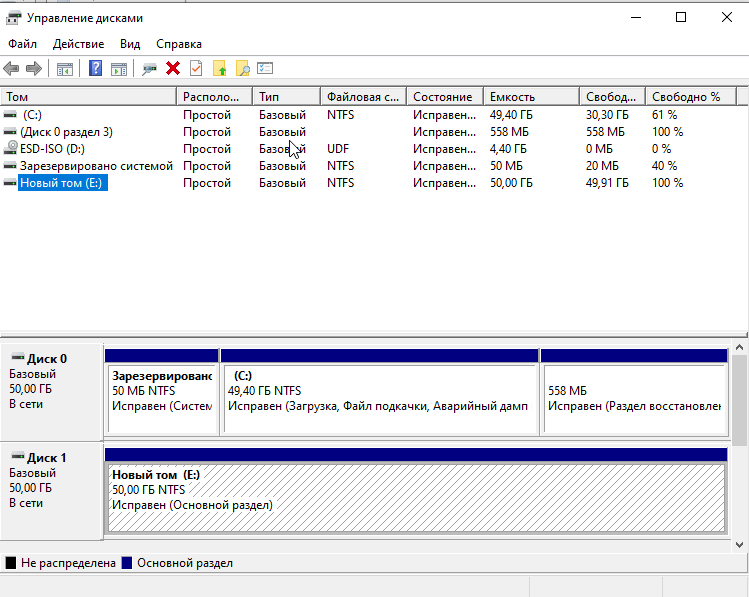 Управление дисками
Файл Действие Вид Справка
Том Располо... Тип Файловая с... Состояние Емкость Свобод... Свободно %
(C:) Простой Базовый NTFS Исправен... 49,40 ГБ 30,30 ГБ 61 %
(Диск 0 раздел 3) Простой Базовый Исправен... 558 МБ 558 МБ 100 %
ESD-ISO (D:) Простой Базовый UDF Исправен... 4,40 ГБ 0 МБ 0 %
Зарезервировано системой Простой Базовый NTFS Исправен... 50 МБ 20 МБ 40 %
Новый том (E:) Простой Базовый NTFS Исправен... 50,00 ГБ 49,91 ГБ 100 %
Диск 0
Базовый
50,00 ГБ
В сети
Зарезервировано
50 МБ NTFS
Исправен (Систем
(C:)
49,40 ГБ NTFS
Исправен (Загрузка, Файл подкачки, Аварийный дамп
558 МБ
Исправен (Раздел восстановлен
Диск 1
Базовый
50,00 ГБ
В сети
Новый том (E:)
50,00 ГБ NTFS
Исправен (Основной раздел)
Не распределена Основной раздел